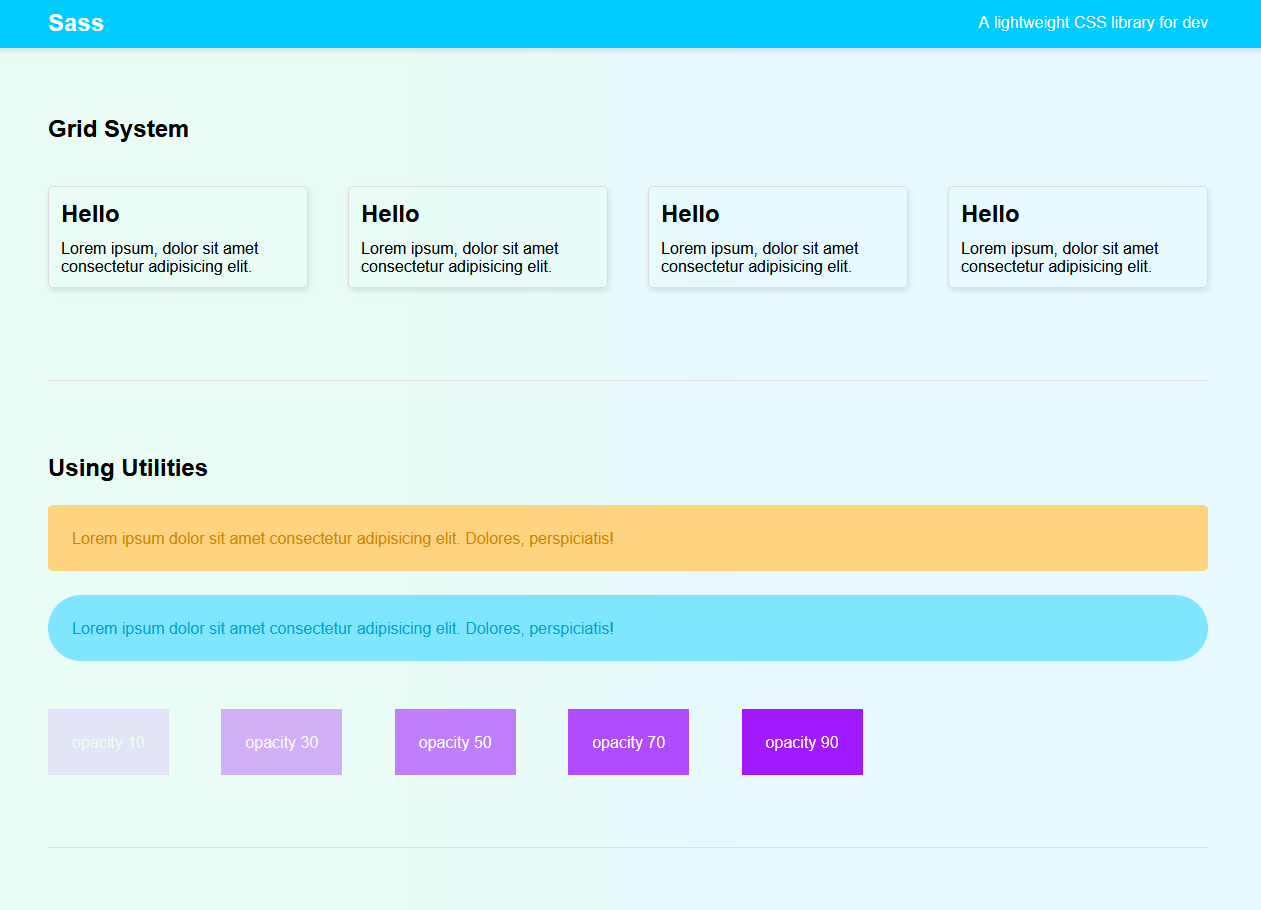 Sass
A lightweight CSS library for dev
Grid System
Hello
Lorem ipsum, dolor sit amet
consectetur adipisicing elit.
Hello
Lorem ipsum, dolor sit amet
consectetur adipisicing elit.
Hello
Lorem ipsum, dolor sit amet
consectetur adipisicing elit.
Hello
Lorem ipsum, dolor sit amet
consectetur adipisicing elit.
Using Utilities
Lorem ipsum dolor sit amet consectetur adipisicing elit. Dolores, perspiciatis!
Lorem ipsum dolor sit amet consectetur adipisicing elit. Dolores, perspiciatis!
opacity 10
opacity 30
opacity 50
opacity 70
opacity 90